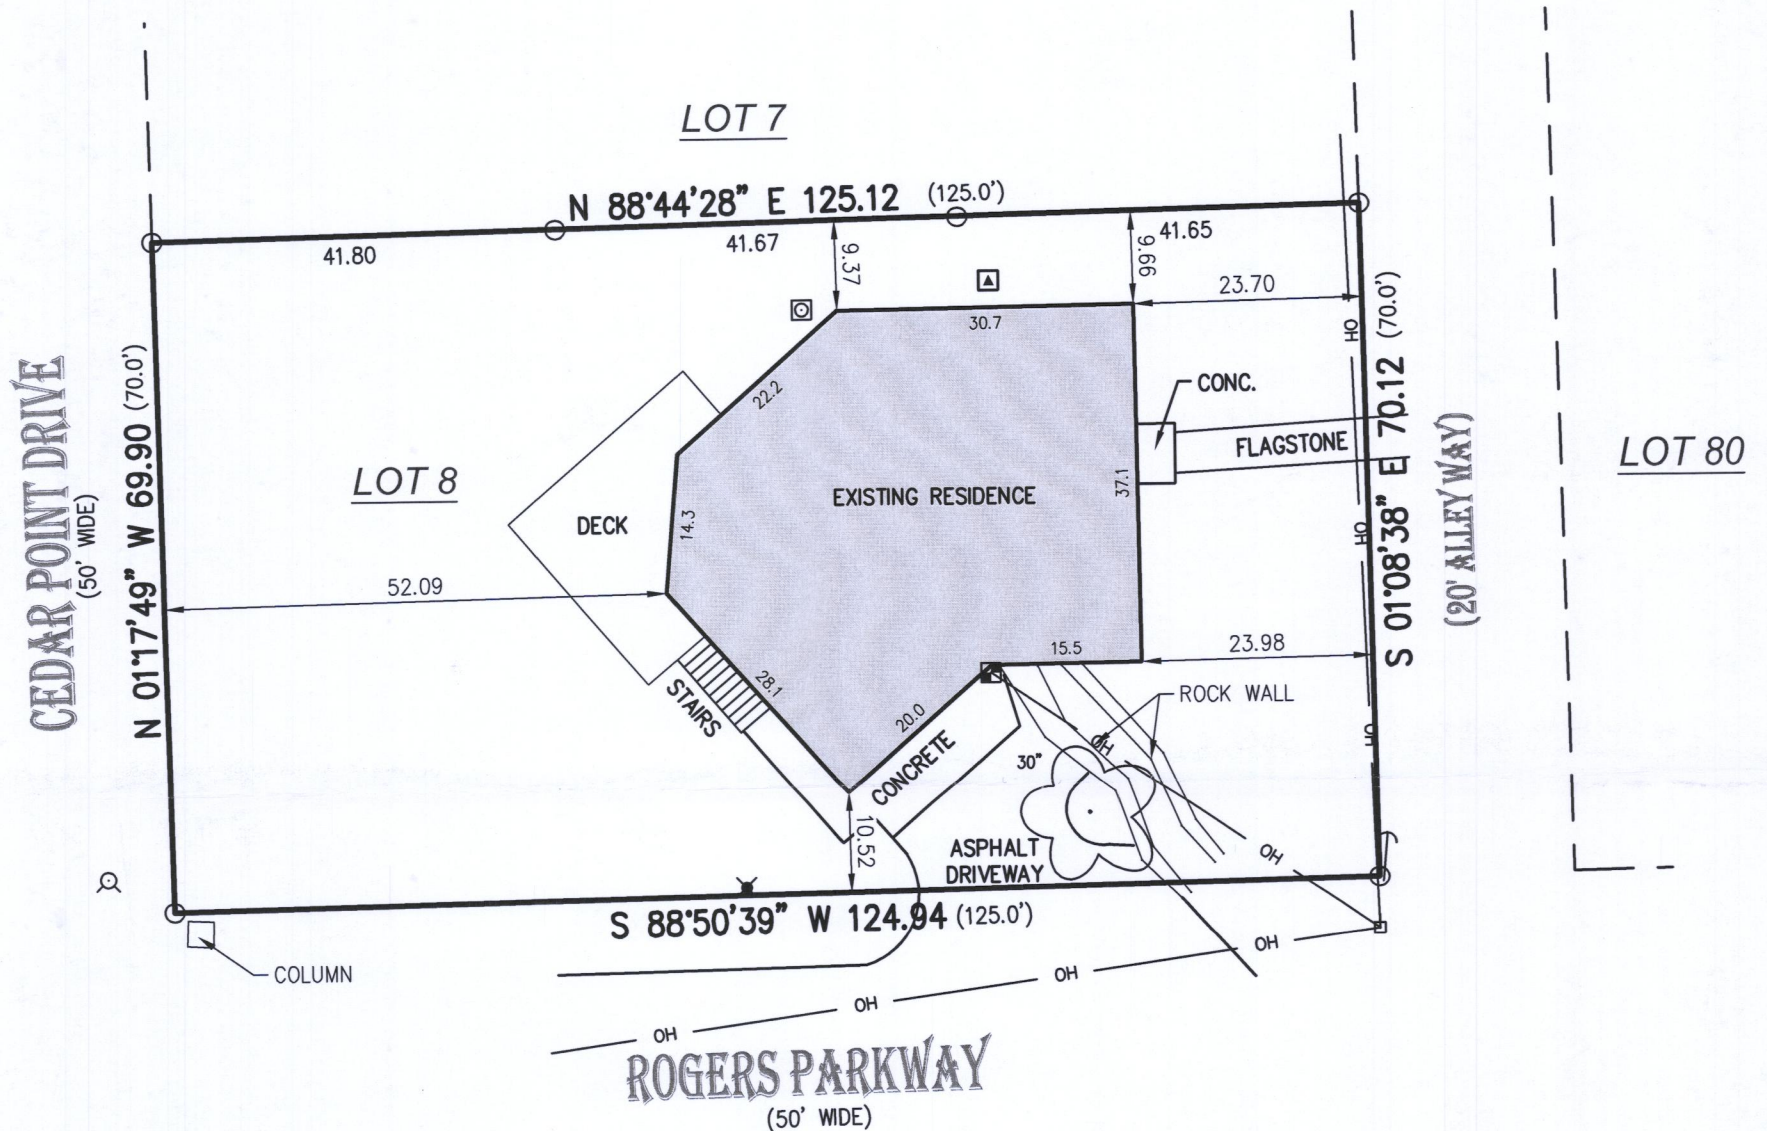 LOT 7
N 88°44'28" E 125.12 (125.0')
41.80
41.67
41.65
9.37
9.66
23.70
30.7
22.2
CONC.
FLAGSTONE
37.1
EXISTING RESIDENCE
LOT 8
DECK
14.3
52.09
CEDAR POINT DRIVE
(50' WIDE)
N 01°17'49" W 69.90 (70.0')
S 01°08'38" E 70.12 (70.0')
OH
OH
OH
(20' ALLEY WAY)
LOT 80
15.5
23.98
28.1
STAIRS
20.0
CONCRETE
ROCK WALL
OH
30"
10.52
ASPHALT
DRIVEWAY
OH
S 88°50'39" W 124.94 (125.0')
COLUMN
OH
OH
OH
OH
ROGERS PARKWAY
(50' WIDE)